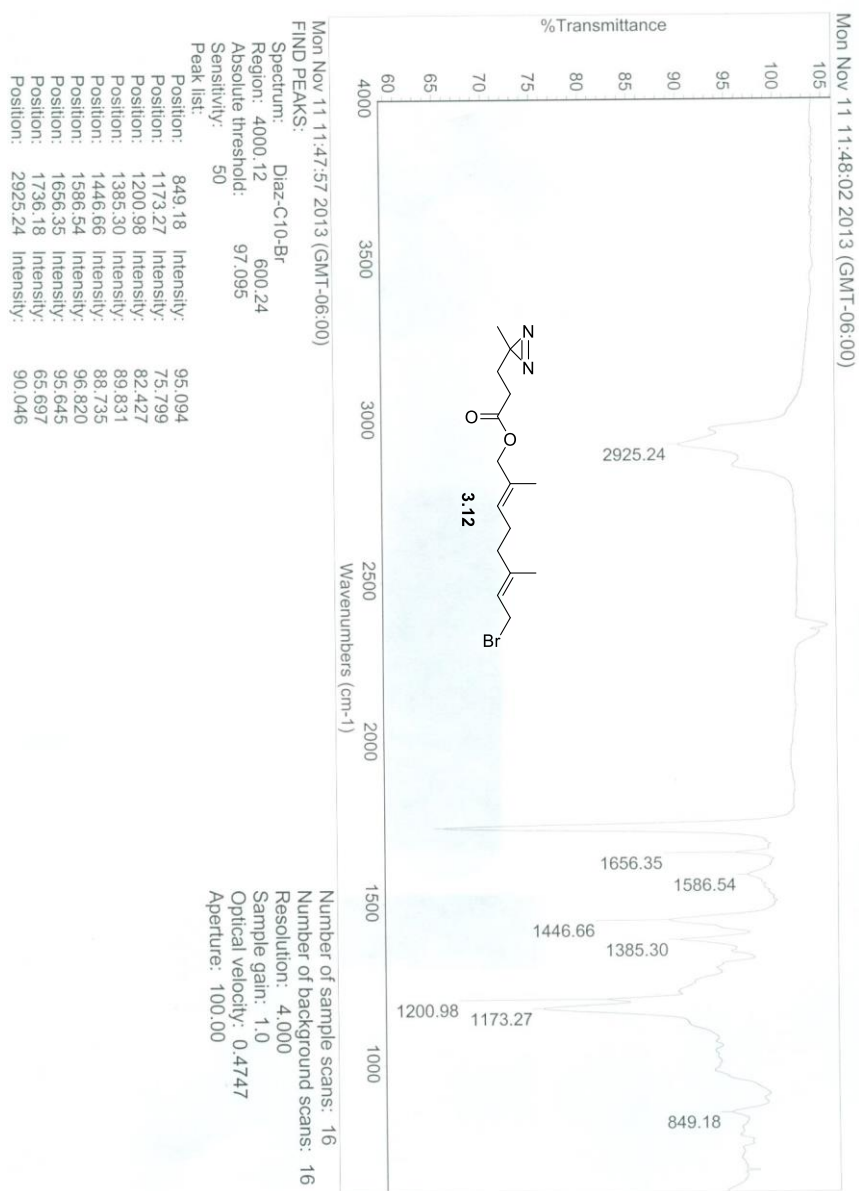 Mon Nov 11 11:48:02 2013 (GMT-06:00)
%Transmittance
105
100
95
90
85
80
75
70
65
60
2925.24
1656.35
1586.54
1446.66
1385.30
1200.98
1173.27
849.18
N
N
O
O
Br
3.12
4000
3500
3000
2500
2000
1500
1000
Wavenumbers (cm-1)
Mon Nov 11 11:47:57 2013 (GMT-06:00)
FIND PEAKS:
Spectrum: Diaz-C10-Br
Region: 4000.12 600.24
Absolute threshold: 97.095
Sensitivity: 50
Peak list:
Position: 849.18 Intensity: 95.094
Position: 1173.27 Intensity: 75.799
Position: 1200.98 Intensity: 82.427
Position: 1385.30 Intensity: 89.831
Position: 1446.66 Intensity: 88.735
Position: 1586.54 Intensity: 96.820
Position: 1656.35 Intensity: 95.645
Position: 1736.18 Intensity: 65.697
Position: 2925.24 Intensity: 90.046
Number of sample scans: 16
Number of background scans: 16
Resolution: 4.000
Sample gain: 1.0
Optical velocity: 0.4747
Aperture: 100.00